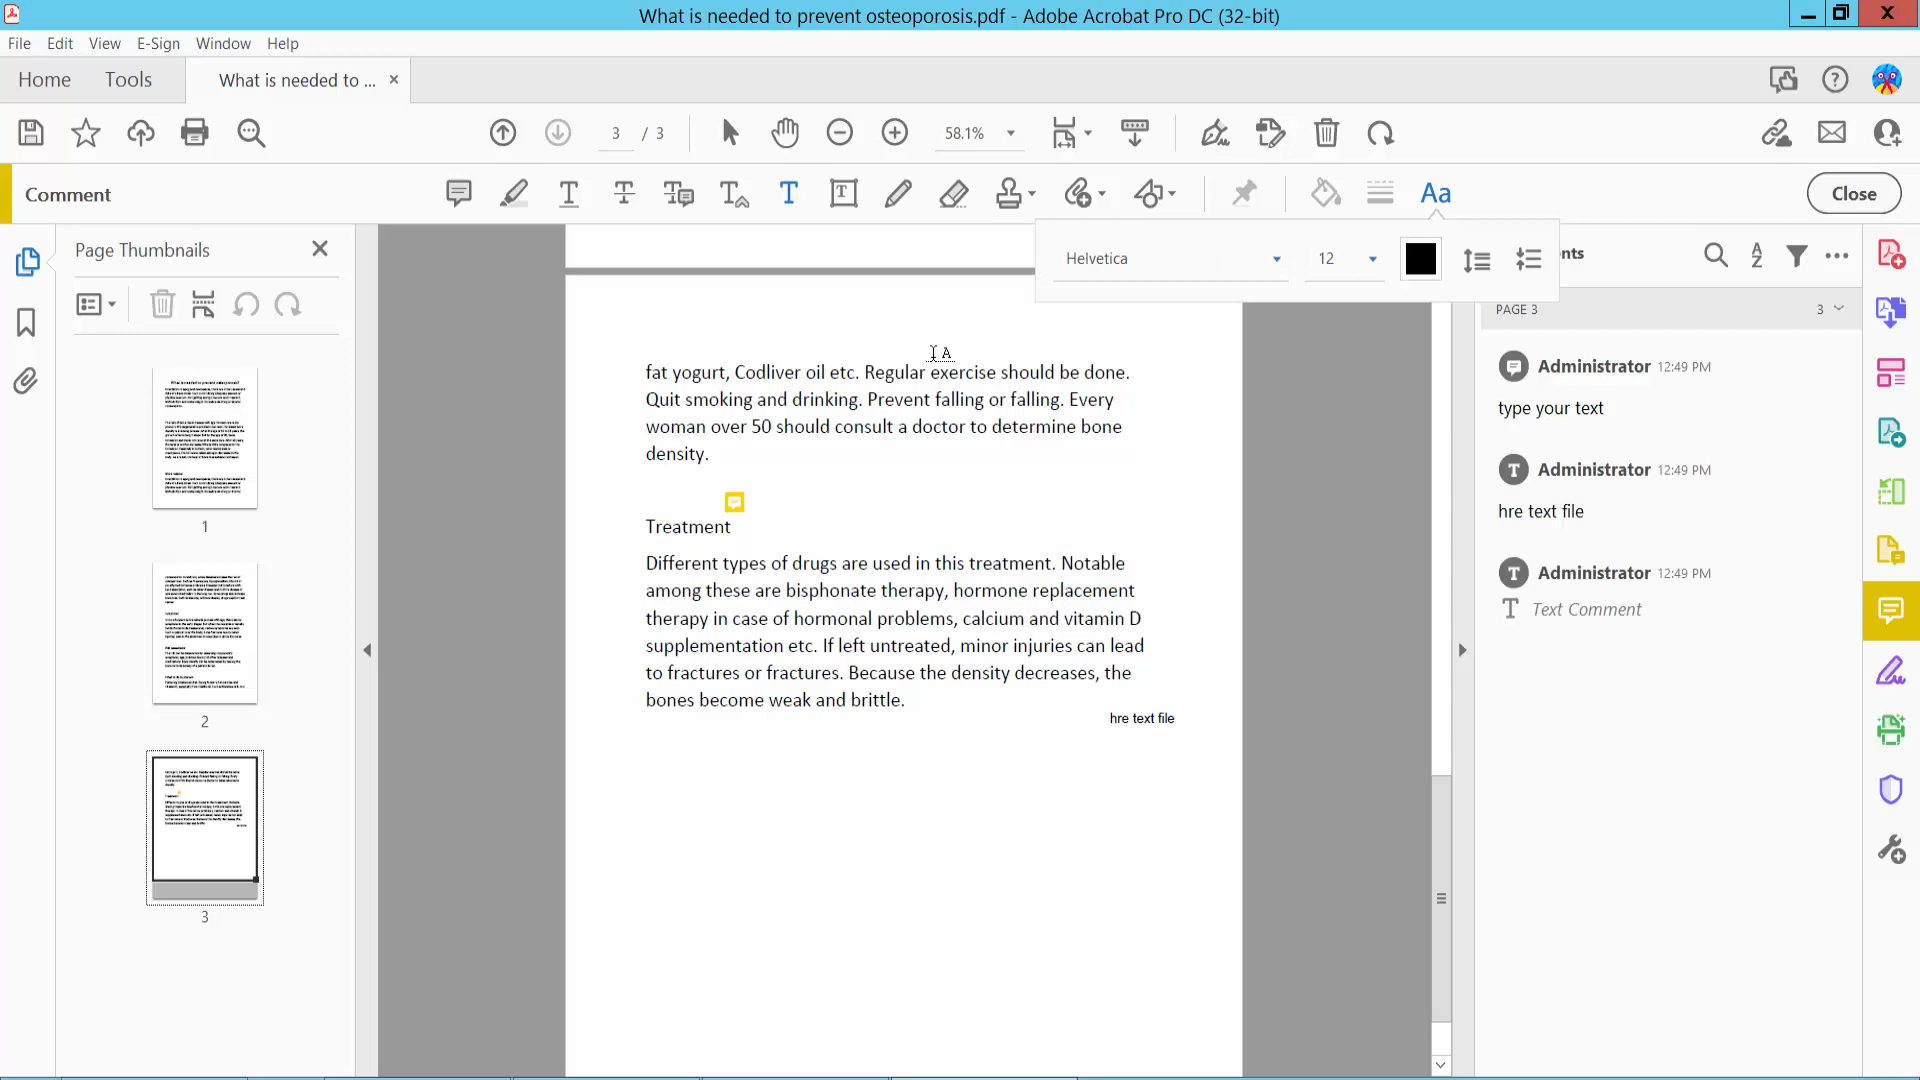 What is needed to prevent osteoporosis.pdf - Adobe Acrobat Pro DC (32-bit)
File Edit View E-Sign Window Help
Home Tools What is needed to ... ×
3 / 3 58.1%
Comment
Close
Page Thumbnails
Helvetica 12
nts
PAGE 3 3
Administrator 12:49 PM
type your text
Administrator 12:49 PM
hre text file
Administrator 12:49 PM
Text Comment
1
2
3
fat yogurt, Codliver oil etc. Regular exercise should be done.
Quit smoking and drinking. Prevent falling or falling. Every
woman over 50 should consult a doctor to determine bone
density.
Treatment
Different types of drugs are used in this treatment. Notable
among these are bisphonate therapy, hormone replacement
therapy in case of hormonal problems, calcium and vitamin D
supplementation etc. If left untreated, minor injuries can lead
to fractures or fractures. Because the density decreases, the
bones become weak and brittle.
hre text file